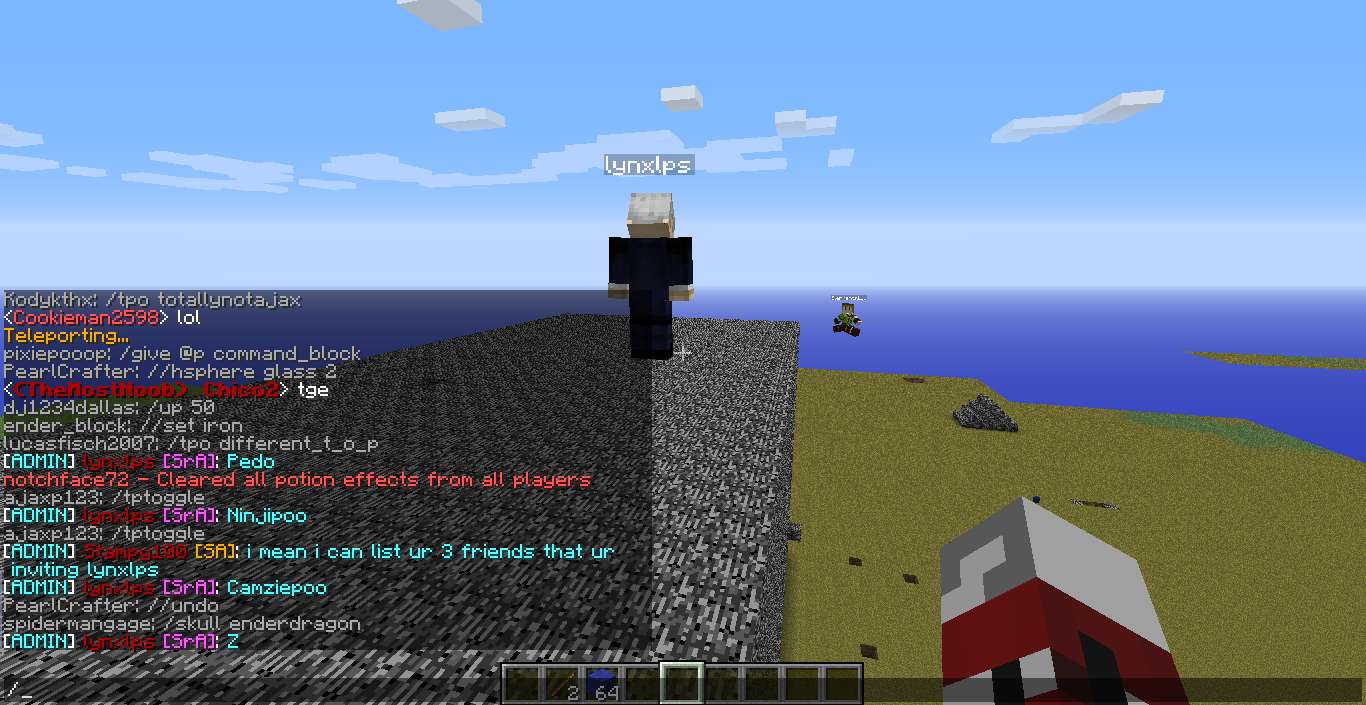 lynxlps
Kodykthx: /tpo totallynotajax
<Cookieman2598> lol
Teleporting...
pixiepooop: /give @p command_block
PearlCrafter: //hsphere glass 2
<(TheMostNoob) Chico2> tge
dj1234dallas: /up 50
ender_block: //set iron
lucasfisch2007: /tpo different_t_o_p
[ADMIN] lynxlps [SrA]: Pedo
notchface72 - Cleared all potion effects from all players
ajaxp123: /tptoggle
[ADMIN] lynxlps [SrA]: Ninjipoo
ajaxp123: /tptoggle
[ADMIN] Stampy100 [SA]: i mean i can list ur 3 friends that ur
inviting lynxlps
[ADMIN] lynxlps [SrA]: Camziepoo
PearlCrafter: //undo
spidermangage: /skull enderdragon
[ADMIN] lynxlps [SrA]: Z
/_
2
64